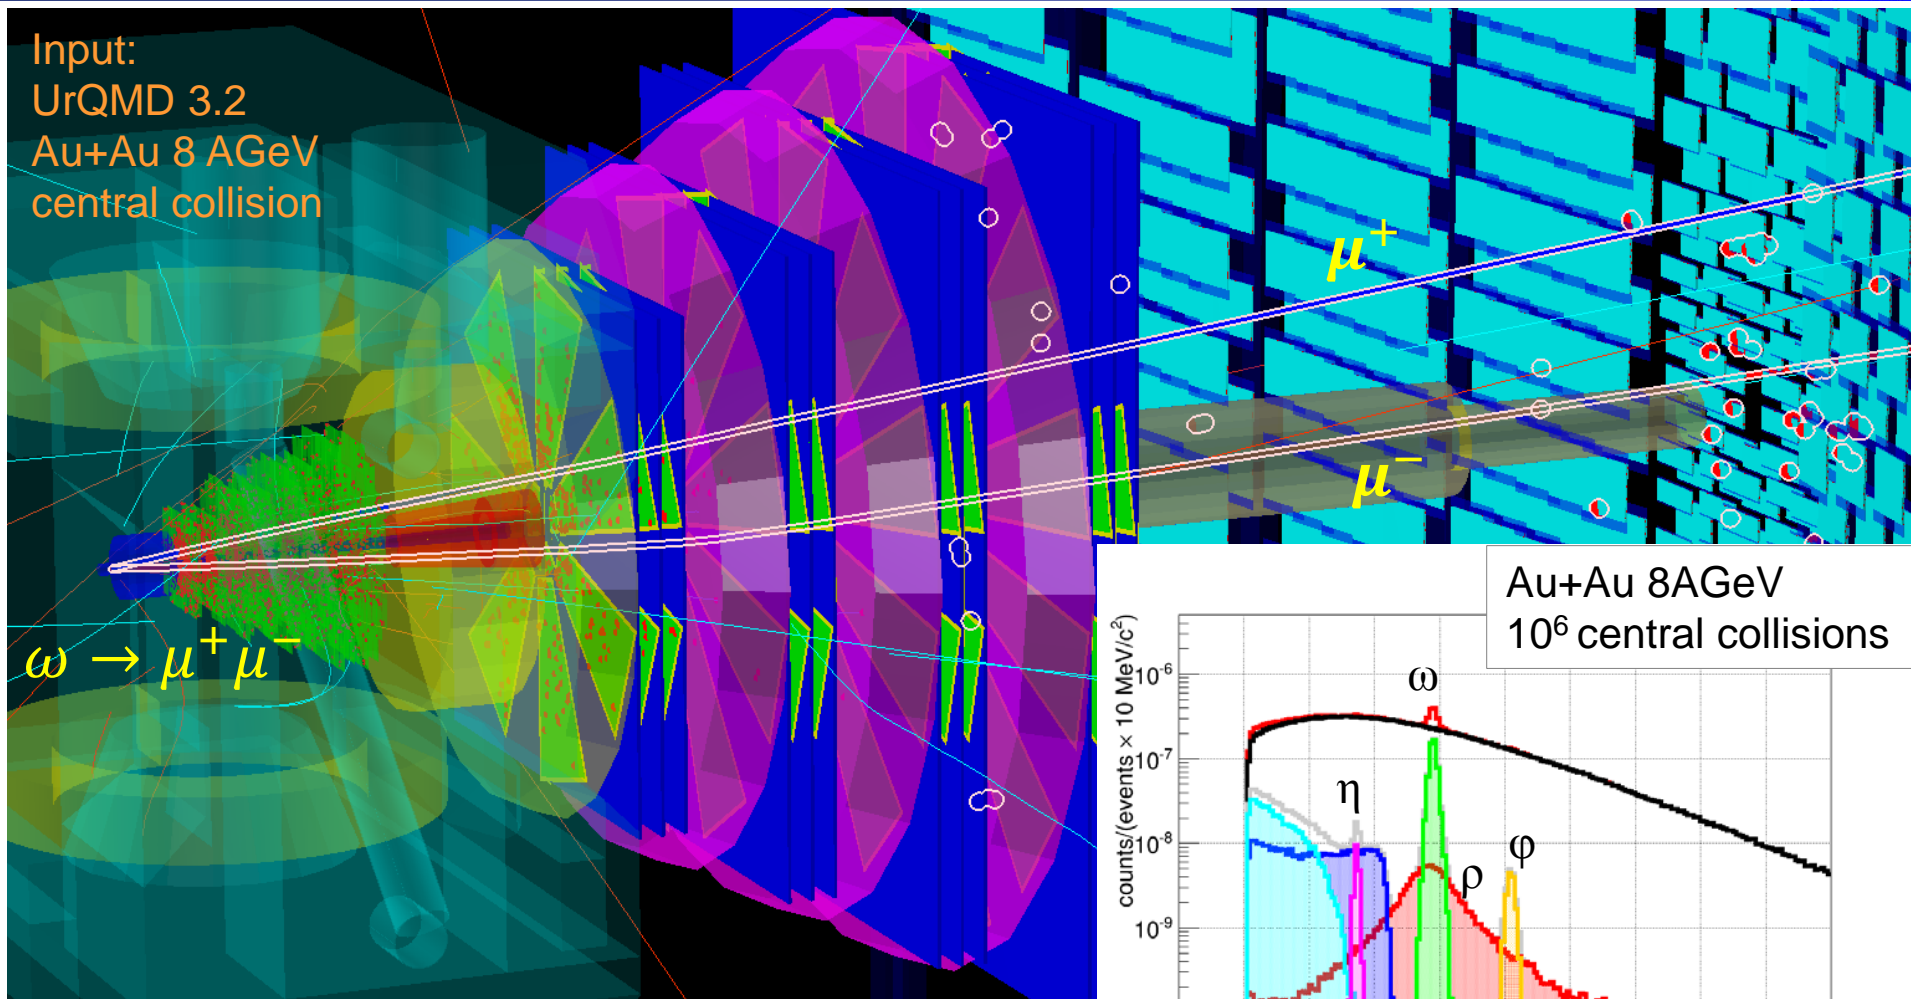 Input:
UrQMD 3.2
Au+Au 8 AGeV
central collision
μ⁺
μ⁻
ω → μ⁺ μ⁻
Au+Au 8AGeV
10⁶ central collisions
counts/(events × 10 MeV/c²)
10⁻⁶
10⁻⁷
10⁻⁸
10⁻⁹
ω
η
φ
ρ